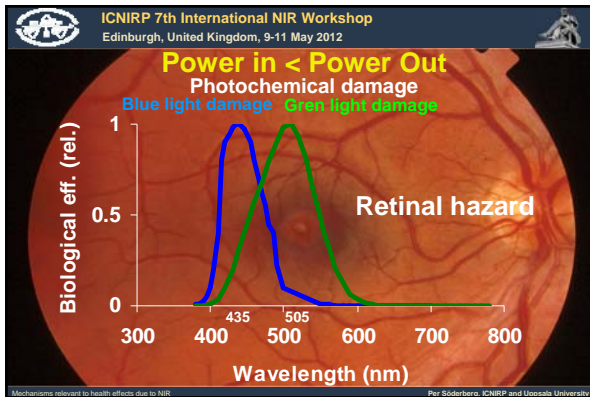 ICNIRP 7th International NIR Workshop
Edinburgh, United Kingdom, 9-11 May 2012
Power in < Power Out
Photochemical damage
Blue light damage Gren light damage
Biological eff. (rel.)
1
0.5
0
Retinal hazard
435 505
300 400 500 600 700 800
Wavelength (nm)
Mechanisms relevant to health effects due to NIR Per Söderberg, ICNIRP and Uppsala University